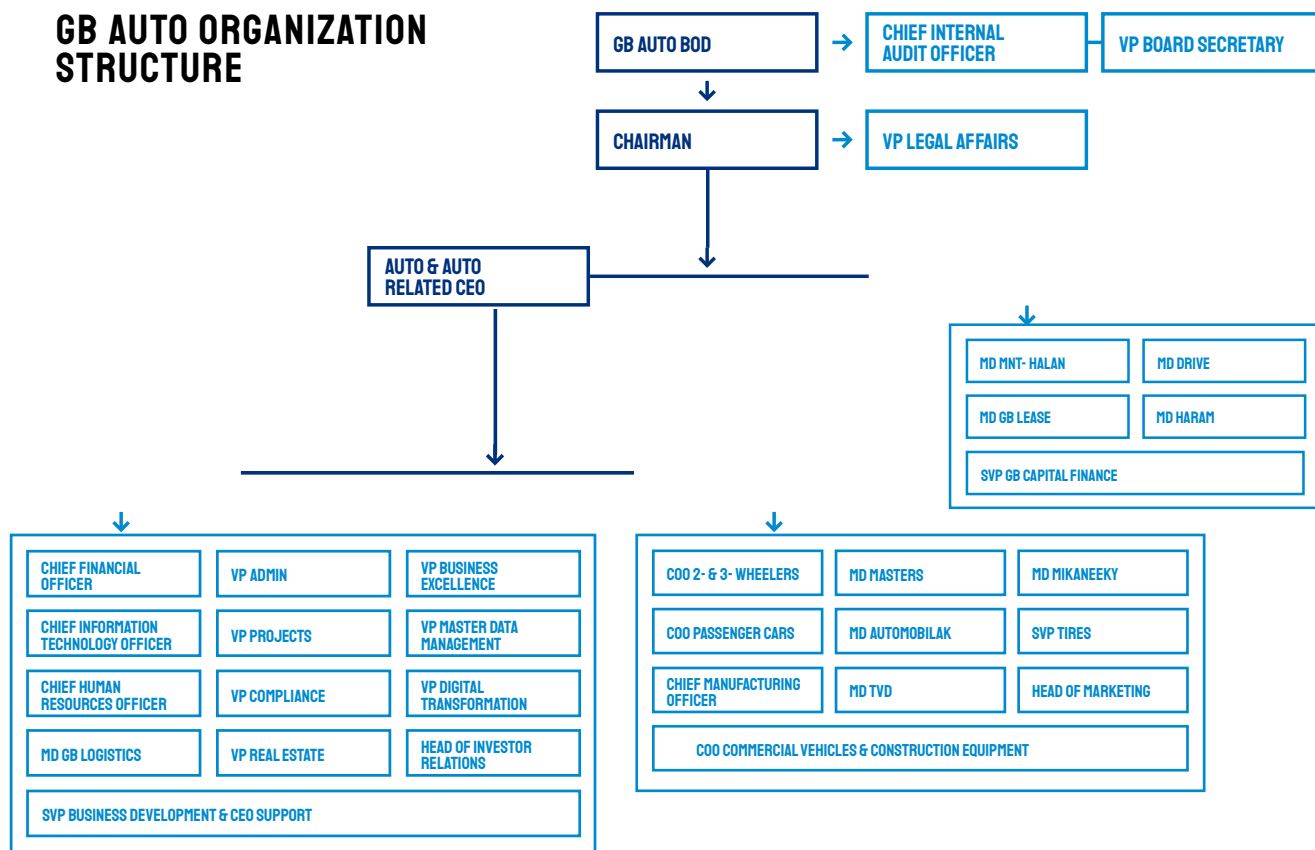 GB AUTO ORGANIZATION
STRUCTURE
GB AUTO BOD
CHIEF INTERNAL
AUDIT OFFICER
VP BOARD SECRETARY
CHAIRMAN
VP LEGAL AFFAIRS
AUTO & AUTO
RELATED CEO
MD MNT- HALAN
MD DRIVE
MD GB LEASE
MD HARAM
SVP GB CAPITAL FINANCE
CHIEF FINANCIAL
OFFICER
VP ADMIN
VP BUSINESS
EXCELLENCE
CHIEF INFORMATION
TECHNOLOGY OFFICER
VP PROJECTS
VP MASTER DATA
MANAGEMENT
CHIEF HUMAN
RESOURCES OFFICER
VP COMPLIANCE
VP DIGITAL
TRANSFORMATION
MD GB LOGISTICS
VP REAL ESTATE
HEAD OF INVESTOR
RELATIONS
SVP BUSINESS DEVELOPMENT & CEO SUPPORT
COO 2- & 3- WHEELERS
MD MASTERS
MD MIKANEEKY
COO PASSENGER CARS
MD AUTOMOBILAK
SVP TIRES
CHIEF MANUFACTURING
OFFICER
MD TVD
HEAD OF MARKETING
COO COMMERCIAL VEHICLES & CONSTRUCTION EQUIPMENT